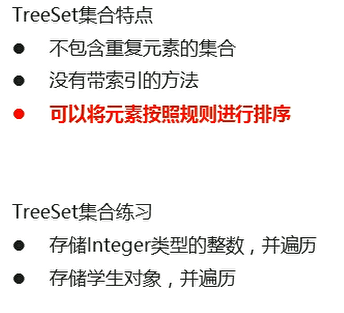 TreeSet集合特点
● 不包含重复元素的集合
● 没有带索引的方法
● 可以将元素按照规则进行排序
TreeSet集合练习
● 存储Integer类型的整数，并遍历
● 存储学生对象，并遍历